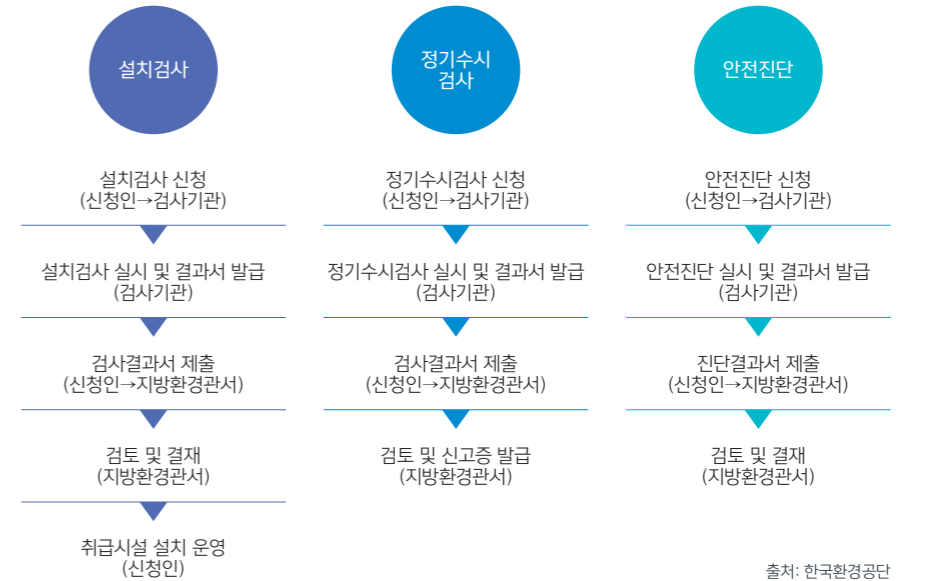 설치검사
설치검사 신청
(신청인→검사기관)
설치검사 실시 및 결과서 발급
(검사기관)
검사결과서 제출
(신청인→지방환경관서)
검토 및 결재
(지방환경관서)
취급시설 설치 운영
(신청인)
정기수시
검사
정기수시검사 신청
(신청인→검사기관)
정기수시검사 실시 및 결과서 발급
(검사기관)
검사결과서 제출
(신청인→지방환경관서)
검토 및 신고증 발급
(지방환경관서)
안전진단
안전진단 신청
(신청인→검사기관)
안전진단 실시 및 결과서 발급
(검사기관)
진단결과서 제출
(신청인→지방환경관서)
검토 및 결재
(지방환경관서)
출처: 한국환경공단